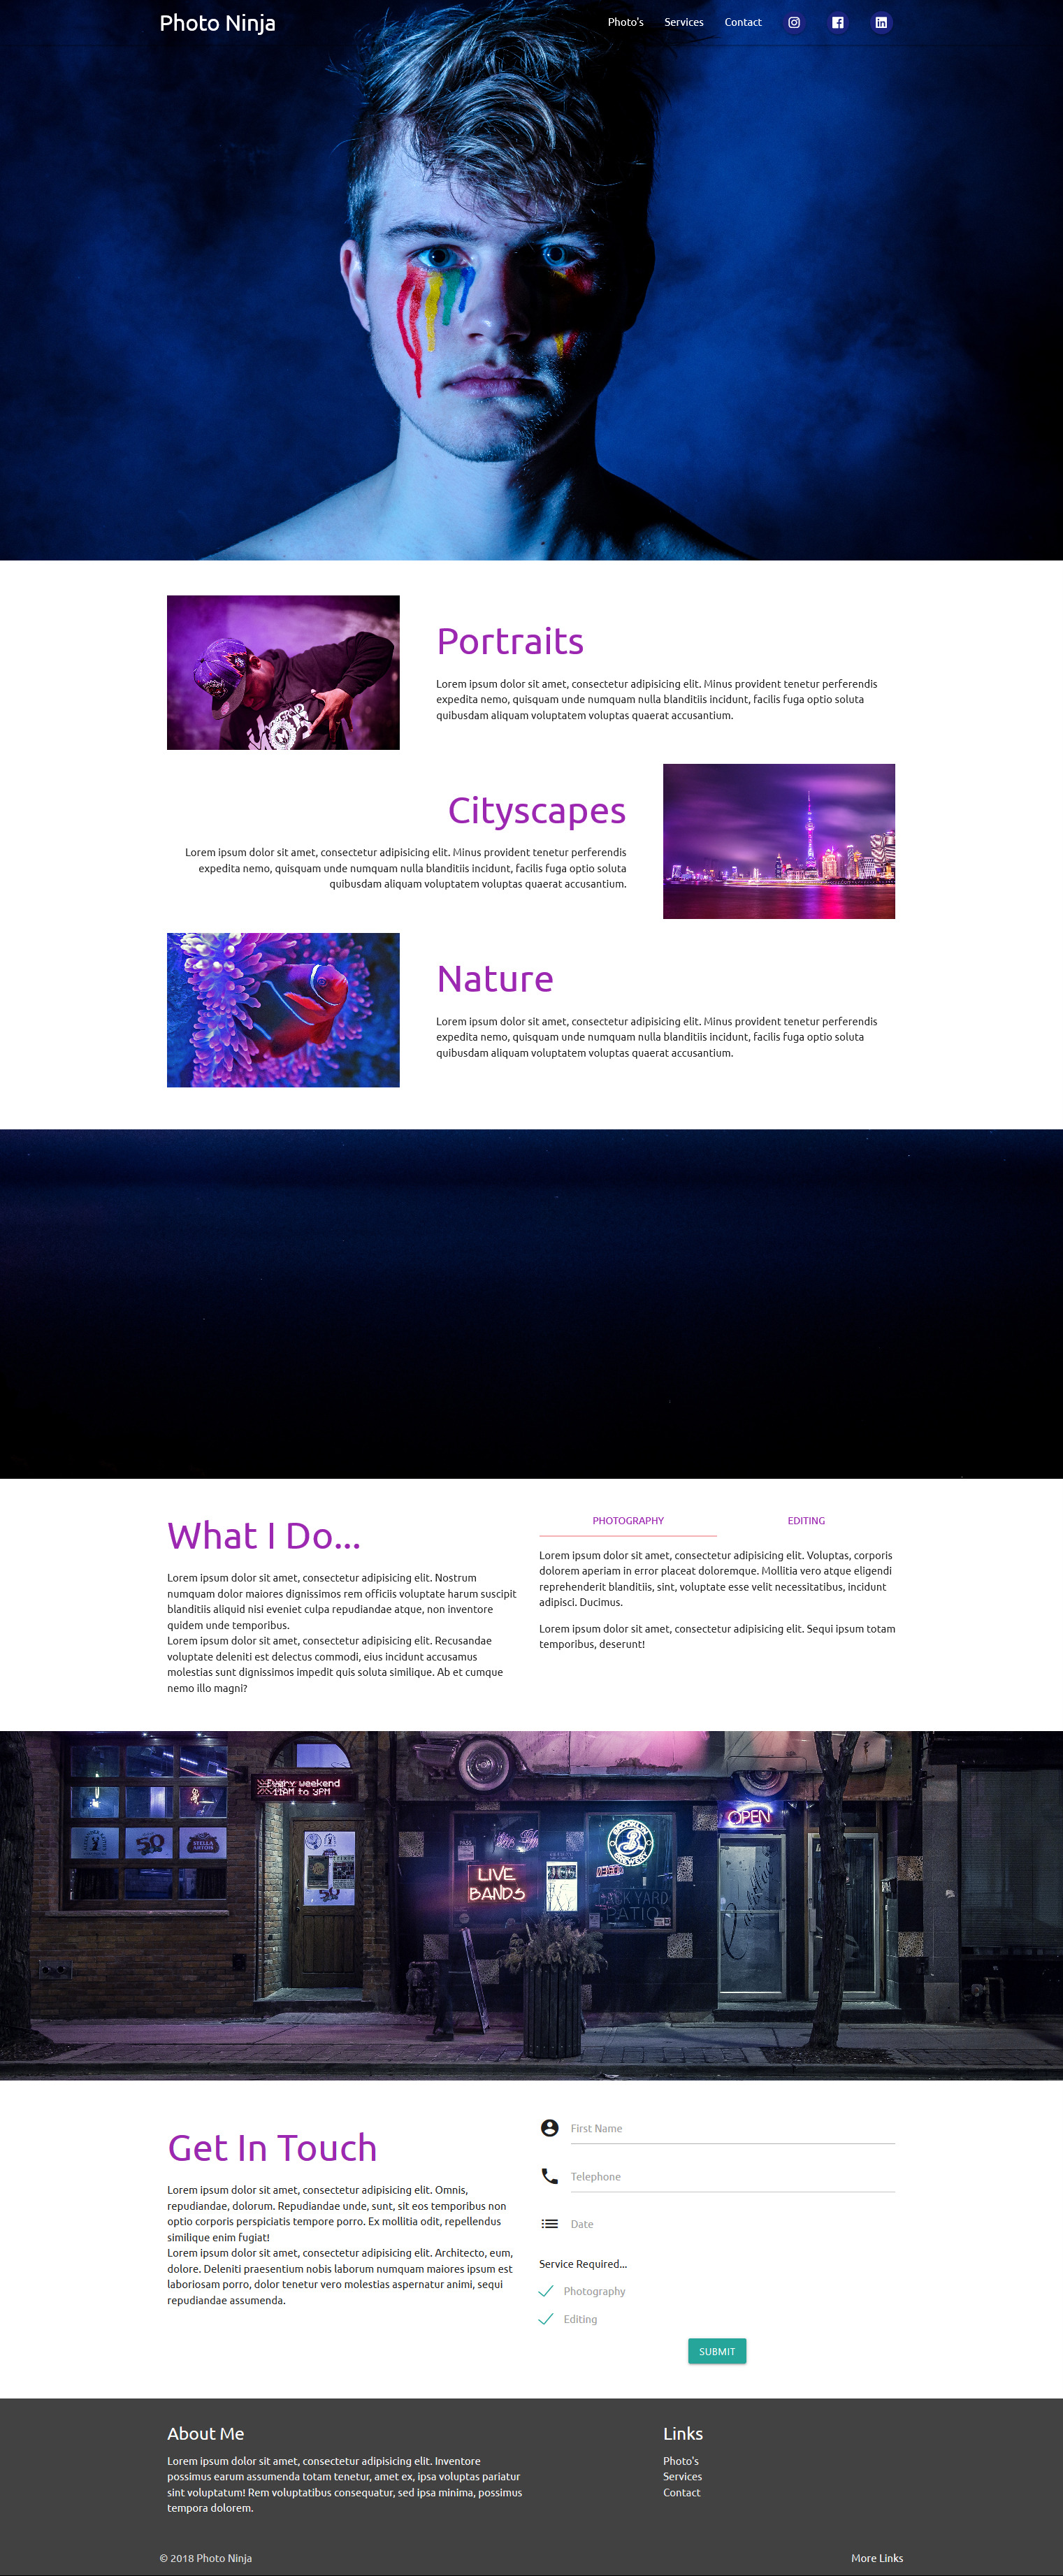 Photo Ninja
Photo's Services Contact
Portraits
Lorem ipsum dolor sit amet, consectetur adipisicing elit. Minus provident tenetur perferendis
expedita nemo, quisquam unde numquam nulla blanditiis incidunt, facilis fuga optio soluta
quibusdam aliquam voluptatem voluptas quaerat accusantium.
Cityscapes
Lorem ipsum dolor sit amet, consectetur adipisicing elit. Minus provident tenetur perferendis
expedita nemo, quisquam unde numquam nulla blanditiis incidunt, facilis fuga optio soluta
quibusdam aliquam voluptatem voluptas quaerat accusantium.
Nature
Lorem ipsum dolor sit amet, consectetur adipisicing elit. Minus provident tenetur perferendis
expedita nemo, quisquam unde numquam nulla blanditiis incidunt, facilis fuga optio soluta
quibusdam aliquam voluptatem voluptas quaerat accusantium.
What I Do...
Lorem ipsum dolor sit amet, consectetur adipisicing elit. Nostrum
numquam dolor maiores dignissimos rem officiis voluptate harum suscipit
blanditiis aliquid nisi eveniet culpa repudiandae atque, non inventore
quidem unde temporibus.
Lorem ipsum dolor sit amet, consectetur adipisicing elit. Recusandae
voluptate deleniti est delectus commodi, eius incidunt accusamus
molestias sunt dignissimos impedit quis soluta similique. Ab et cumque
nemo illo magni?
PHOTOGRAPHY EDITING
Lorem ipsum dolor sit amet, consectetur adipisicing elit. Voluptas, corporis
dolorem aperiam in error placeat doloremque. Mollitia vero atque eligendi
reprehenderit blanditiis, sint, voluptate esse velit necessitatibus, incidunt
adipisci. Ducimus.
Lorem ipsum dolor sit amet, consectetur adipisicing elit. Sequi ipsum totam
temporibus, deserunt!
Every weekend
11AM to 3PM
50
STELLA
ARTOIS
LIVE
BANDS
BROOKLYN
BREWERY
BACK YARD
PATIO
OPEN
Get In Touch
Lorem ipsum dolor sit amet, consectetur adipisicing elit. Omnis,
repudiandae, dolorum. Repudiandae unde, sunt, sit eos temporibus non
optio corporis perspiciatis tempore porro. Ex mollitia odit, repellendus
similique enim fugiat!
Lorem ipsum dolor sit amet, consectetur adipisicing elit. Architecto, eum,
dolore. Deleniti praesentium nobis laborum numquam maiores ipsum est
laboriosam porro, dolor tenetur vero molestias aspernatur animi, sequi
repudiandae assumenda.
First Name
Telephone
Date
Service Required...
Photography
Editing
SUBMIT
About Me
Lorem ipsum dolor sit amet, consectetur adipisicing elit. Inventore
possimus earum assumenda totam tenetur, amet ex, ipsa voluptas pariatur
sint voluptatum! Rem voluptatibus consequatur, sed ipsa minima, possimus
tempora dolorem.
Links
Photo's
Services
Contact
© 2018 Photo Ninja
More Links